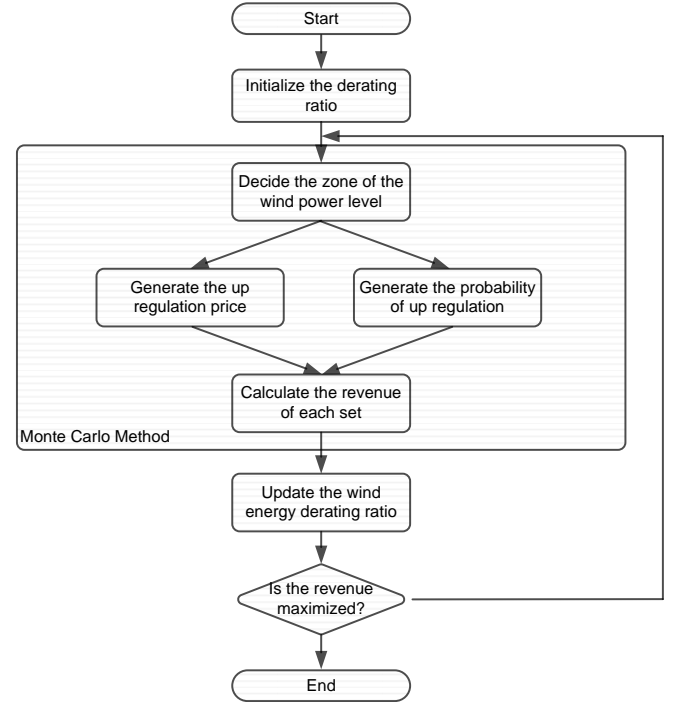 Start
Initialize the derating
ratio
Decide the zone of the
wind power level
Generate the up
regulation price
Generate the probability
of up regulation
Calculate the revenue
of each set
Monte Carlo Method
Update the wind
energy derating ratio
Is the revenue
maximized?
End